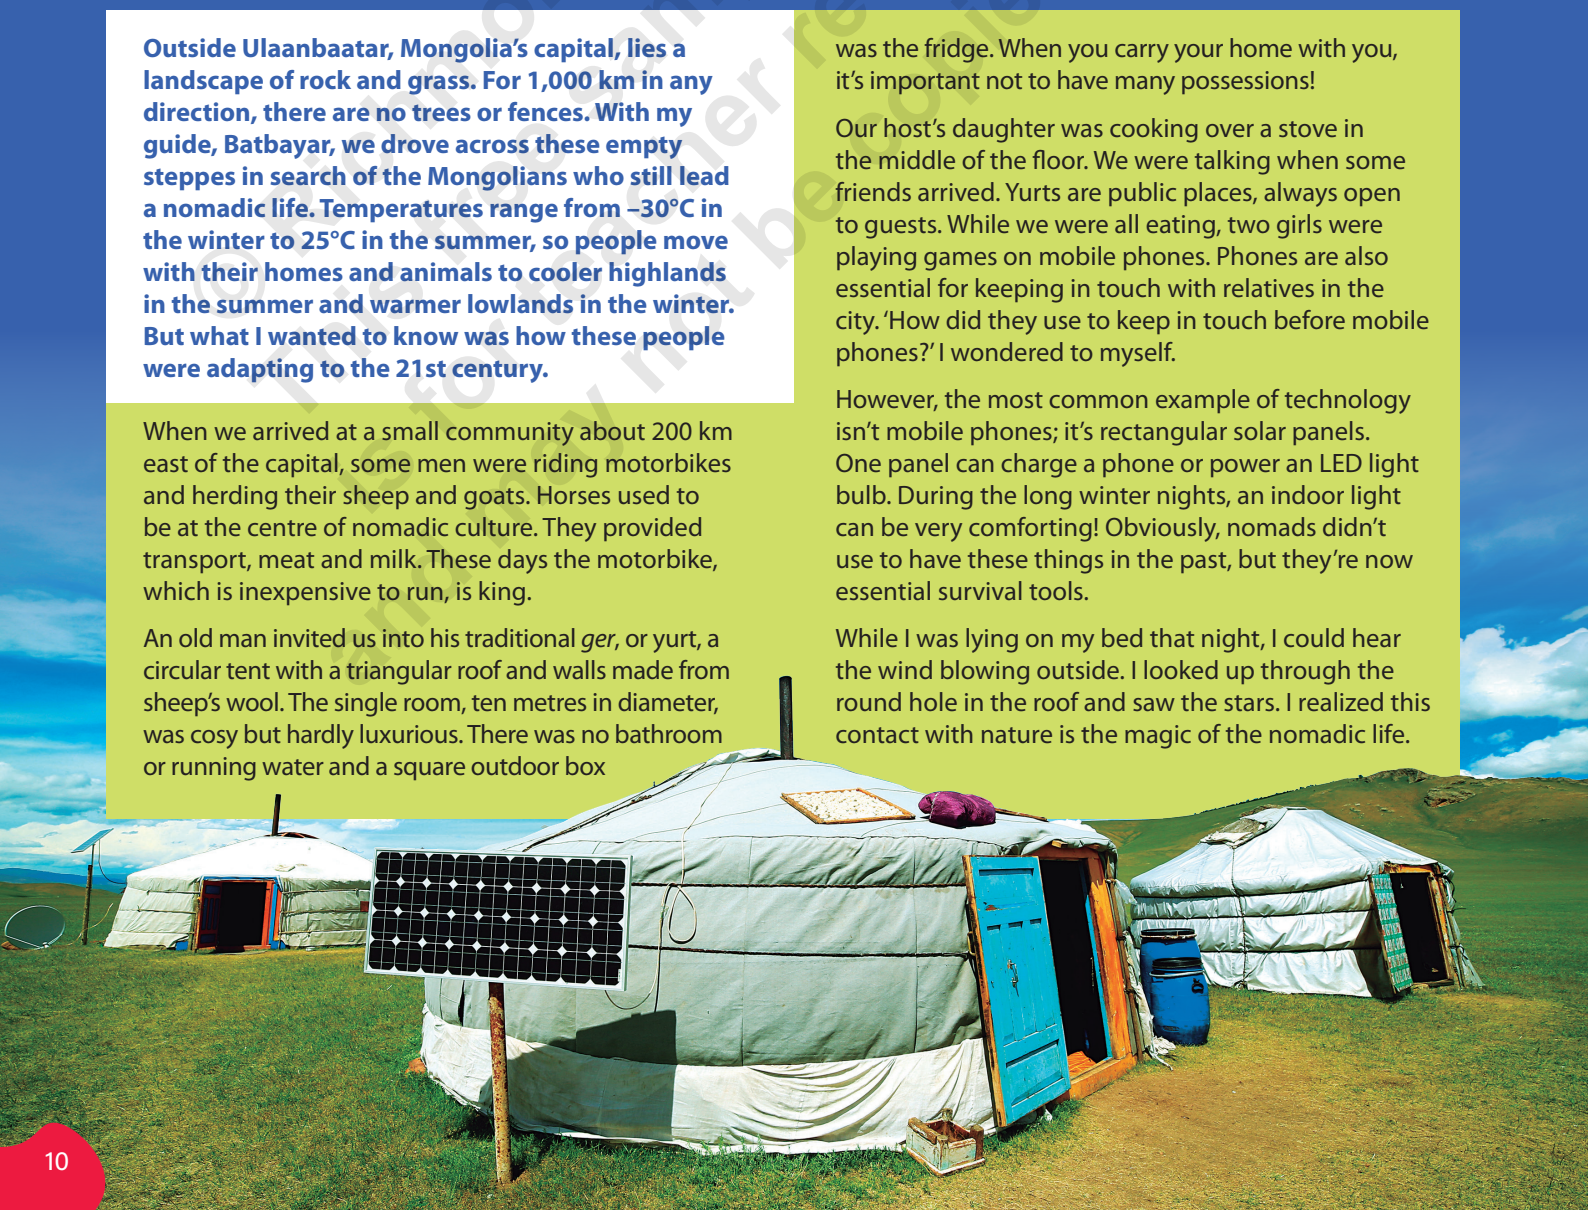 Outside Ulaanbaatar, Mongolia’s capital, lies a
landscape of rock and grass. For 1,000 km in any
direction, there are no trees or fences. With my
guide, Batbayar, we drove across these empty
steppes in search of the Mongolians who still lead
a nomadic life. Temperatures range from –30°C in
the winter to 25°C in the summer, so people move
with their homes and animals to cooler highlands
in the summer and warmer lowlands in the winter.
But what I wanted to know was how these people
were adapting to the 21st century.
When we arrived at a small community about 200 km
east of the capital, some men were riding motorbikes
and herding their sheep and goats. Horses used to
be at the centre of nomadic culture. They provided
transport, meat and milk. These days the motorbike,
which is inexpensive to run, is king.
An old man invited us into his traditional ger, or yurt, a
circular tent with a triangular roof and walls made from
sheep’s wool. The single room, ten metres in diameter,
was cosy but hardly luxurious. There was no bathroom
or running water and a square outdoor box
was the fridge. When you carry your home with you,
it’s important not to have many possessions!
Our host’s daughter was cooking over a stove in
the middle of the floor. We were talking when some
friends arrived. Yurts are public places, always open
to guests. While we were all eating, two girls were
playing games on mobile phones. Phones are also
essential for keeping in touch with relatives in the
city. ‘How did they use to keep in touch before mobile
phones?’ I wondered to myself.
However, the most common example of technology
isn’t mobile phones; it’s rectangular solar panels.
One panel can charge a phone or power an LED light
bulb. During the long winter nights, an indoor light
can be very comforting! Obviously, nomads didn’t
use to have these things in the past, but they’re now
essential survival tools.
While I was lying on my bed that night, I could hear
the wind blowing outside. I looked up through the
round hole in the roof and saw the stars. I realized this
contact with nature is the magic of the nomadic life.
10
© Richmo
This free sam
is for teacher re
and may not be copie